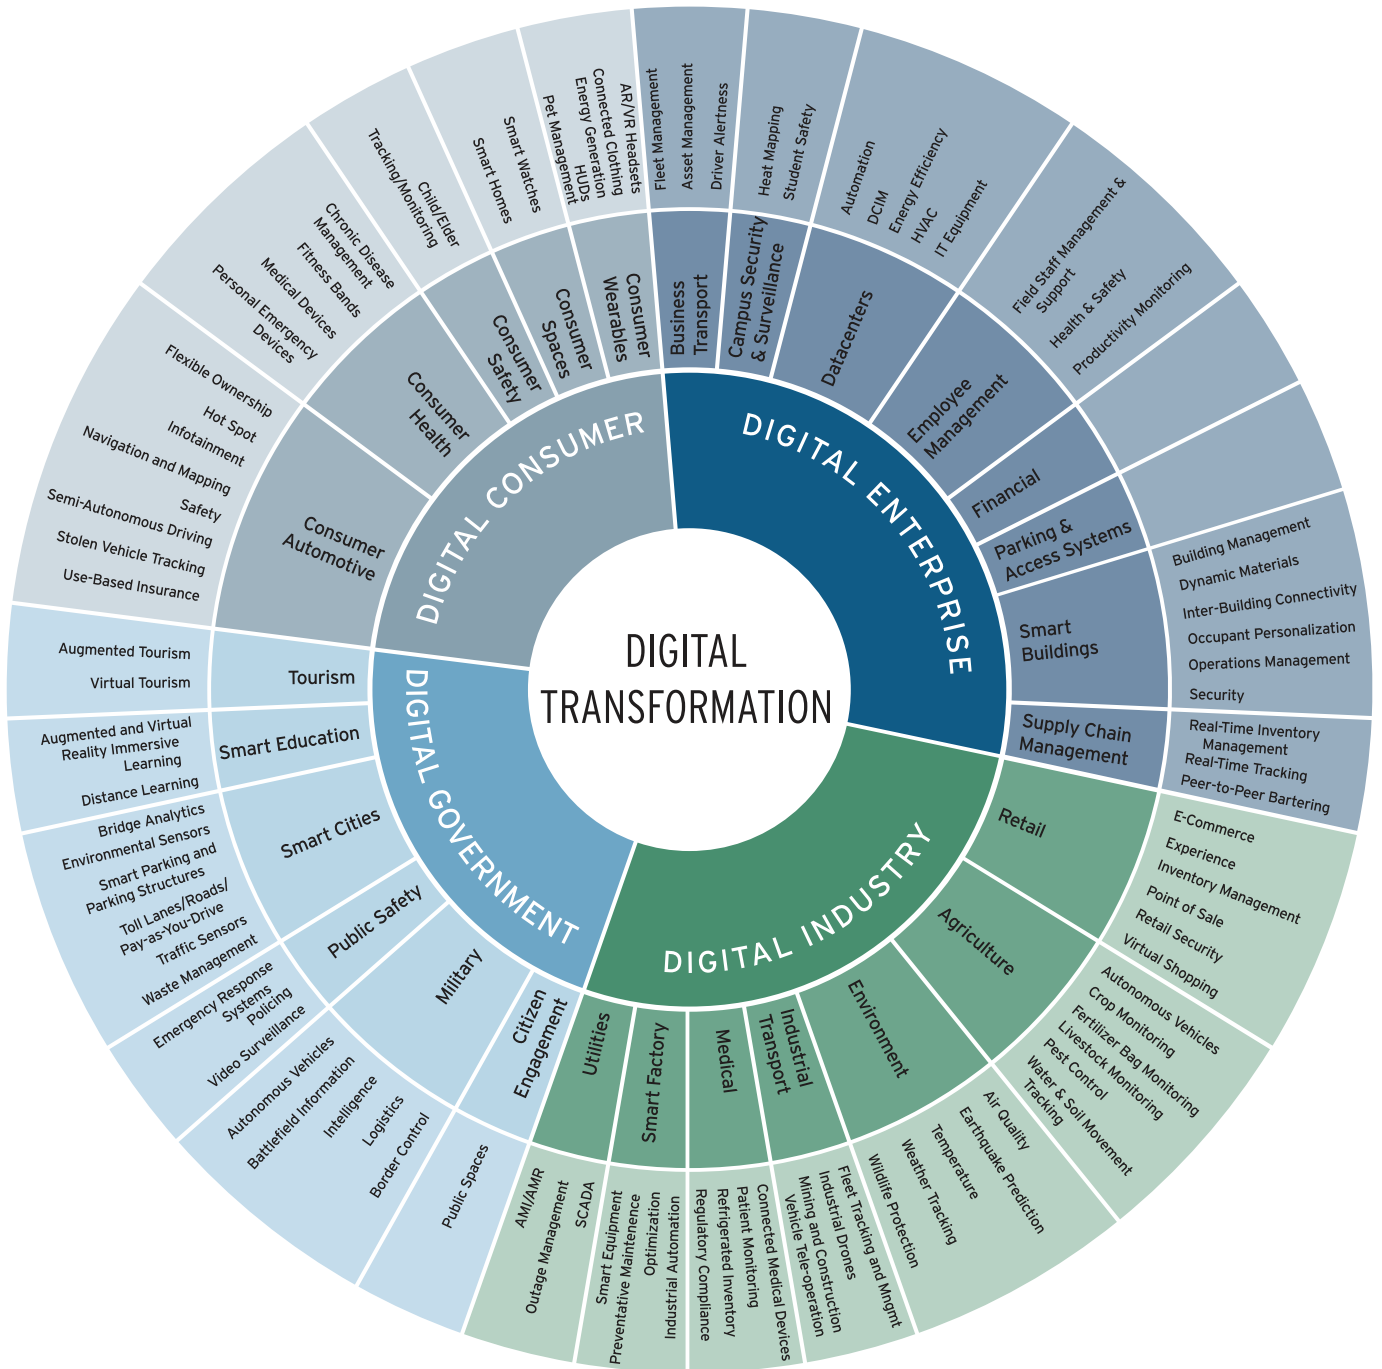 DIGITAL
TRANSFORMATION
DIGITAL ENTERPRISE
Business
Transport
Fleet Management
Asset Management
Driver Alertness
Campus Security
& Surveillance
Heat Mapping
Student Safety
Datacenters
Automation
DCIM
Energy Efficiency
HVAC
IT Equipment
Employee
Management
Field Staff Management &
Support
Health & Safety
Productivity Monitoring
Financial
Parking &
Access Systems
Smart
Buildings
Building Management
Dynamic Materials
Inter-Building Connectivity
Occupant Personalization
Operations Management
Security
Supply Chain
Management
Real-Time Inventory
Management
Real-Time Tracking
Peer-to-Peer Bartering
DIGITAL INDUSTRY
Retail
E-Commerce
Experience
Inventory Management
Point of Sale
Retail Security
Virtual Shopping
Agriculture
Autonomous Vehicles
Crop Monitoring
Fertilizer Bag Monitoring
Livestock Monitoring
Pest Control
Water & Soil Movement
Tracking
Environment
Air Quality
Earthquake Prediction
Temperature
Weather Tracking
Wildlife Protection
Industrial
Transport
Fleet Tracking and Mngmt
Industrial Drones
Mining and Construction
Vehicle Tele-operation
Medical
Connected Medical Devices
Patient Monitoring
Refrigerated Inventory
Regulatory Compliance
Smart Factory
Smart Equipment
Preventative Maintenence
Optimization
Industrial Automation
Utilities
AMI/AMR
Outage Management
SCADA
DIGITAL GOVERNMENT
Citizen
Engagement
Public Spaces
Military
Autonomous Vehicles
Battlefield Information
Intelligence
Logistics
Border Control
Public Safety
Emergency Response
Systems
Policing
Video Surveillance
Smart Cities
Bridge Analytics
Environmental Sensors
Smart Parking and
Parking Structures
Toll Lanes/Roads/
Pay-as-You-Drive
Traffic Sensors
Waste Management
Smart Education
Augmented and Virtual
Reality Immersive
Learning
Distance Learning
Tourism
Augmented Tourism
Virtual Tourism
DIGITAL CONSUMER
Consumer
Automotive
Flexible Ownership
Hot Spot
Infotainment
Navigation and Mapping
Safety
Semi-Autonomous Driving
Stolen Vehicle Tracking
Use-Based Insurance
Consumer
Health
Chronic Disease
Management
Fitness Bands
Medical Devices
Personal Emergency
Devices
Consumer
Safety
Child/Elder
Tracking/Monitoring
Consumer
Spaces
Smart Watches
Smart Homes
Consumer
Wearables
AR/VR Headsets
Connected Clothing
Energy Generation
HUDs
Pet Management